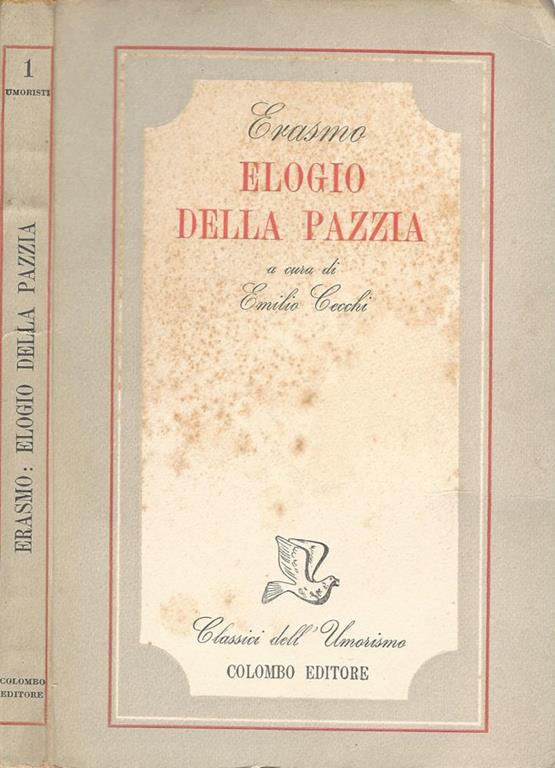 1
UMORISTI
ERASMO: ELOGIO DELLA PAZZIA
COLOMBO
EDITORE
Erasmo
ELOGIO
DELLA PAZZIA
a cura di
Emilio Cecchi
Classici dell'Umorismo
COLOMBO EDITORE